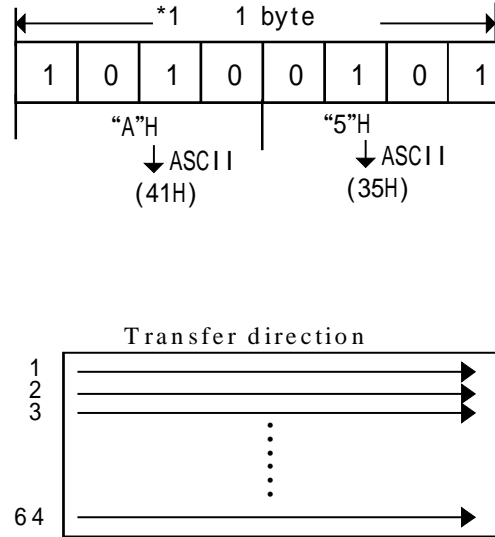 *1 1 byte
1 0 1 0 0 1 0 1
“A”H “5”H
ASCII ASCII
(41H) (35H)
Transfer direction
1
2
3
64